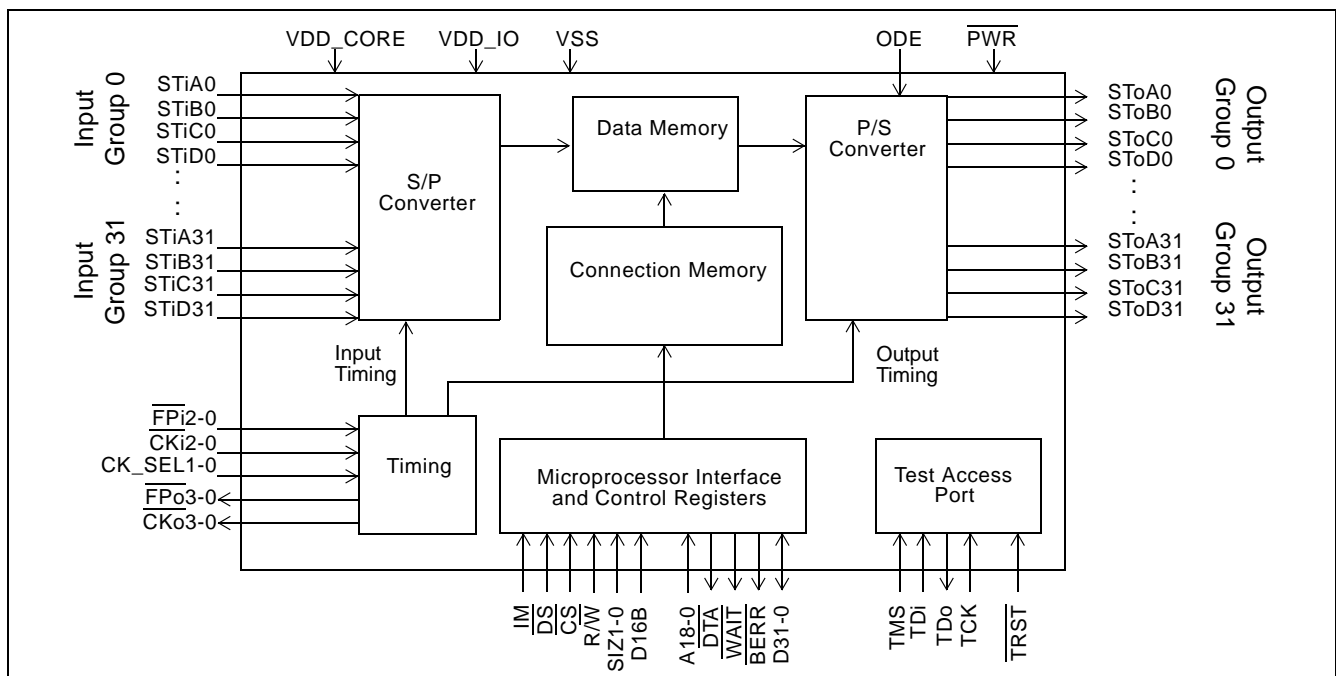 VDD_CORE
VDD_IO
VSS
ODE
PWR
Input
Group 0
STiA0
STiB0
STiC0
STiD0
Input
Group 31
STiA31
STiB31
STiC31
STiD31
S/P
Converter
Data Memory
Connection Memory
P/S
Converter
SToA0
SToB0
SToC0
SToD0
Output
Group 0
SToA31
SToB31
SToC31
SToD31
Output
Group 31
Input
Timing
Output
Timing
FPi2-0
CKi2-0
CK_SEL1-0
FPo3-0
CKo3-0
Timing
Microprocessor Interface
and Control Registers
Test Access
Port
IM
DS
CS
R/W
SIZ1-0
D16B
A18-0
DTA
WAIT
BERR
D31-0
TMS
TDi
TDo
TCK
TRST